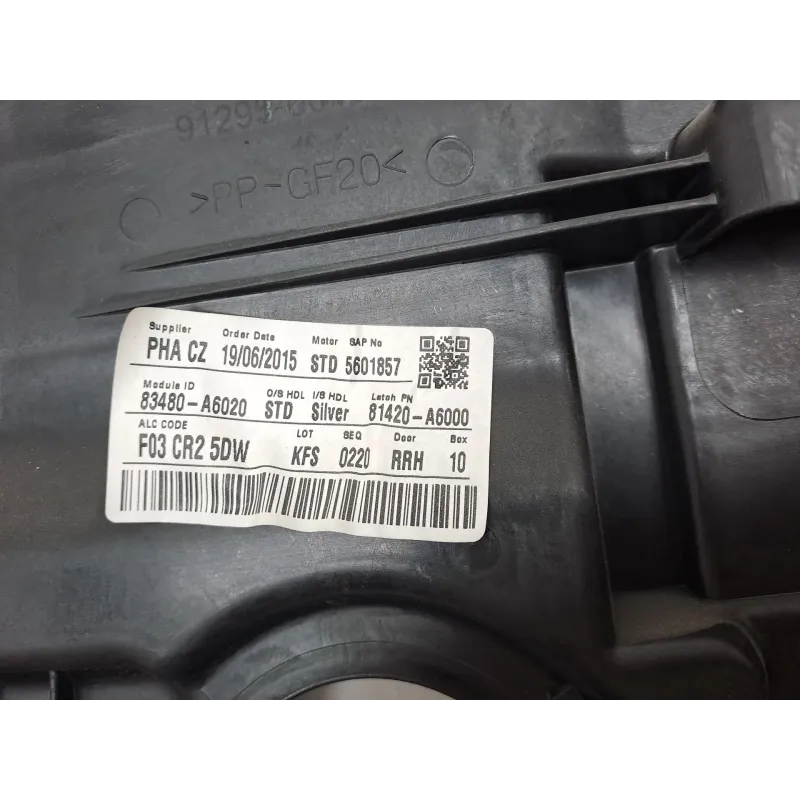 >PP-GF20<
Supplier Order Date Motor SAP No
PHA CZ 19/06/2015 STD 5601857
Module ID O/S HDL I/S HDL Latch PN
83480-A6020 STD Silver 81420-A6000
ALC CODE LOT SEQ Door Box
F03 CR2 5DW KFS 0220 RRH 10